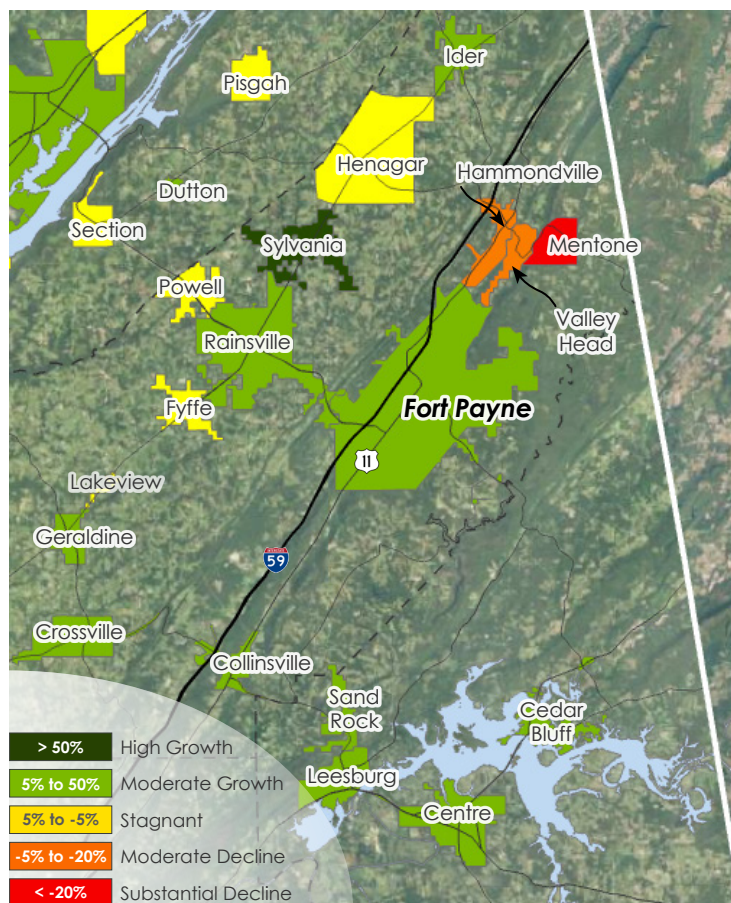 Ider
Pisgah
Henagar
Hammondville
Dutton
Section
Sylvania
Mentone
Powell
Valley
Head
Rainsville
Fyffe
Fort Payne
11
Lakeview
Geraldine
INTERSTATE
59
Crossville
Collinsville
Sand
Rock
Cedar
Bluff
Leesburg
Centre
> 50% High Growth
5% to 50% Moderate Growth
5% to -5% Stagnant
-5% to -20% Moderate Decline
< -20% Substantial Decline